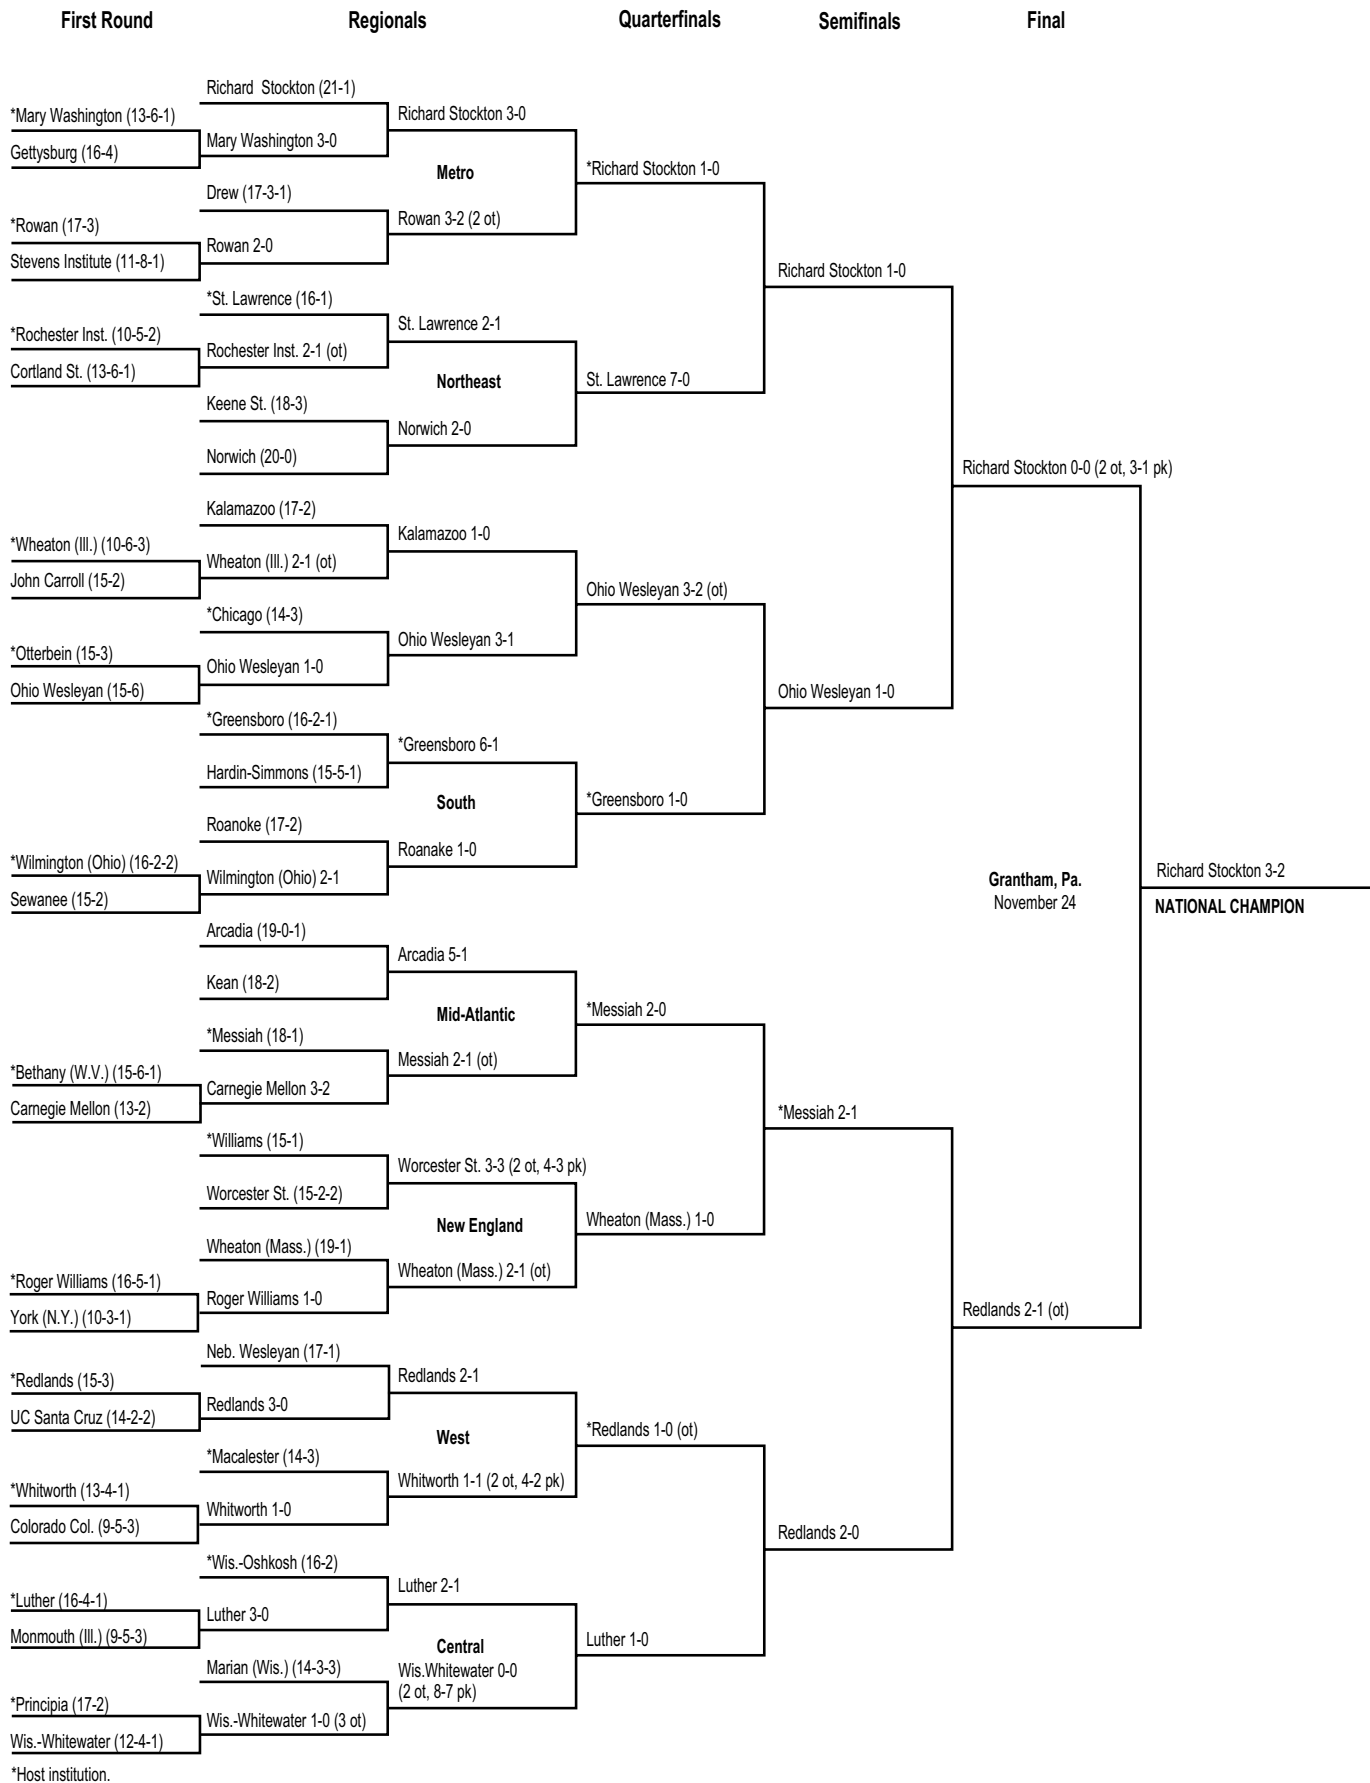 First Round
Regionals
Quarterfinals
Semifinals
Final
*Mary Washington (13-6-1)
Gettysburg (16-4)
*Rowan (17-3)
Stevens Institute (11-8-1)
*Rochester Inst. (10-5-2)
Cortland St. (13-6-1)
*Wheaton (Ill.) (10-6-3)
John Carroll (15-2)
*Otterbein (15-3)
Ohio Wesleyan (15-6)
*Wilmington (Ohio) (16-2-2)
Sewanee (15-2)
*Bethany (W.V.) (15-6-1)
Carnegie Mellon (13-2)
*Roger Williams (16-5-1)
York (N.Y.) (10-3-1)
*Redlands (15-3)
UC Santa Cruz (14-2-2)
*Whitworth (13-4-1)
Colorado Col. (9-5-3)
*Luther (16-4-1)
Monmouth (Ill.) (9-5-3)
*Principia (17-2)
Wis.-Whitewater (12-4-1)
*Host institution.
Richard Stockton (21-1)
Mary Washington 3-0
Drew (17-3-1)
Rowan 2-0
*St. Lawrence (16-1)
Rochester Inst. 2-1 (ot)
Keene St. (18-3)
Norwich (20-0)
Kalamazoo (17-2)
Wheaton (Ill.) 2-1 (ot)
*Chicago (14-3)
Ohio Wesleyan 1-0
*Greensboro (16-2-1)
Hardin-Simmons (15-5-1)
Roanoke (17-2)
Wilmington (Ohio) 2-1
Arcadia (19-0-1)
Kean (18-2)
*Messiah (18-1)
Carnegie Mellon 3-2
*Williams (15-1)
Worcester St. (15-2-2)
Wheaton (Mass.) (19-1)
Roger Williams 1-0
Neb. Wesleyan (17-1)
Redlands 3-0
*Macalester (14-3)
Whitworth 1-0
*Wis.-Oshkosh (16-2)
Luther 3-0
Marian (Wis.) (14-3-3)
Wis.-Whitewater 1-0 (3 ot)
Richard Stockton 3-0
Metro
Rowan 3-2 (2 ot)
St. Lawrence 2-1
Northeast
Norwich 2-0
Kalamazoo 1-0
Ohio Wesleyan 3-1
*Greensboro 6-1
South
Roanake 1-0
Arcadia 5-1
Mid-Atlantic
Messiah 2-1 (ot)
Worcester St. 3-3 (2 ot, 4-3 pk)
New England
Wheaton (Mass.) 2-1 (ot)
Redlands 2-1
West
Whitworth 1-1 (2 ot, 4-2 pk)
Luther 2-1
Central
Wis.Whitewater 0-0
(2 ot, 8-7 pk)
*Richard Stockton 1-0
St. Lawrence 7-0
Ohio Wesleyan 3-2 (ot)
*Greensboro 1-0
*Messiah 2-0
Wheaton (Mass.) 1-0
*Redlands 1-0 (ot)
Luther 1-0
Richard Stockton 1-0
Ohio Wesleyan 1-0
*Messiah 2-1
Redlands 2-0
Richard Stockton 0-0 (2 ot, 3-1 pk)
Grantham, Pa.
November 24
Redlands 2-1 (ot)
Richard Stockton 3-2
NATIONAL CHAMPION